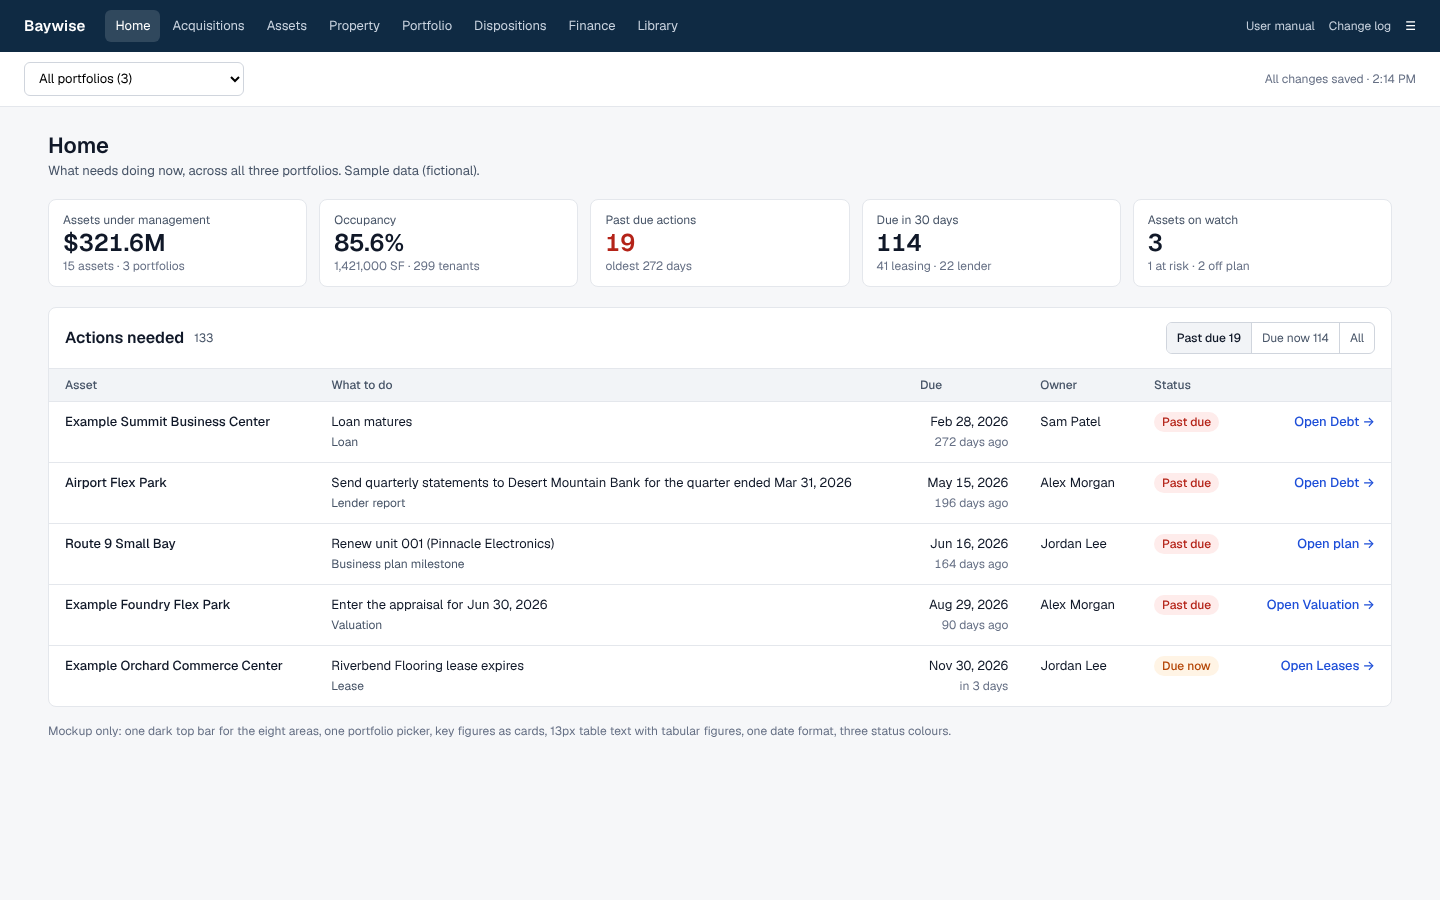 Baywise Home Acquisitions Assets Property Portfolio Dispositions Finance Library User manual Change log ☰
All portfolios (3) All changes saved · 2:14 PM
Home
What needs doing now, across all three portfolios. Sample data (fictional).
Assets under management Occupancy Past due actions Due in 30 days Assets on watch
$321.6M 85.6% 19 114 3
15 assets · 3 portfolios 1,421,000 SF · 299 tenants oldest 272 days 41 leasing · 22 lender 1 at risk · 2 off plan
Actions needed 133 Past due 19 Due now 114 All
Asset What to do Due Owner Status
Example Summit Business Center Loan matures Feb 28, 2026 Sam Patel Past due Open Debt →
Loan 272 days ago
Airport Flex Park Send quarterly statements to Desert Mountain Bank for the quarter ended Mar 31, 2026 May 15, 2026 Alex Morgan Past due Open Debt →
Lender report 196 days ago
Route 9 Small Bay Renew unit 001 (Pinnacle Electronics) Jun 16, 2026 Jordan Lee Past due Open plan →
Business plan milestone 164 days ago
Example Foundry Flex Park Enter the appraisal for Jun 30, 2026 Aug 29, 2026 Alex Morgan Past due Open Valuation →
Valuation 90 days ago
Example Orchard Commerce Center Riverbend Flooring lease expires Nov 30, 2026 Jordan Lee Due now Open Leases →
Lease in 3 days
Mockup only: one dark top bar for the eight areas, one portfolio picker, key figures as cards, 13px table text with tabular figures, one date format, three status colours.